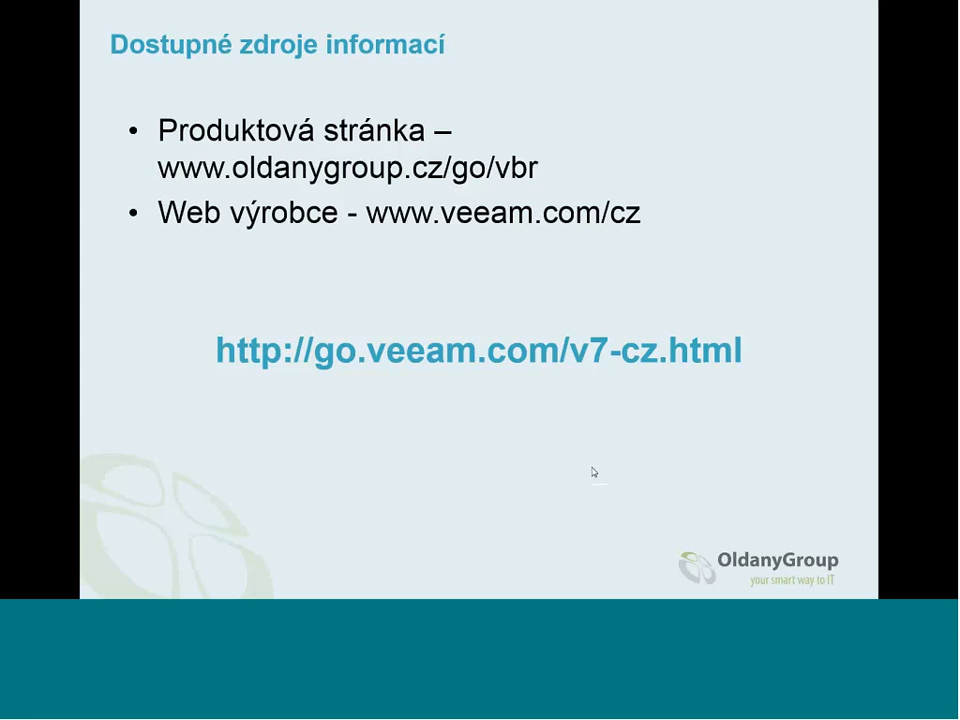 Dostupné zdroje informací
• Produktová stránka –
www.oldanygroup.cz/go/vbr
• Web výrobce - www.veeam.com/cz
http://go.veeam.com/v7-cz.html
OldanyGroup
your smart way to IT